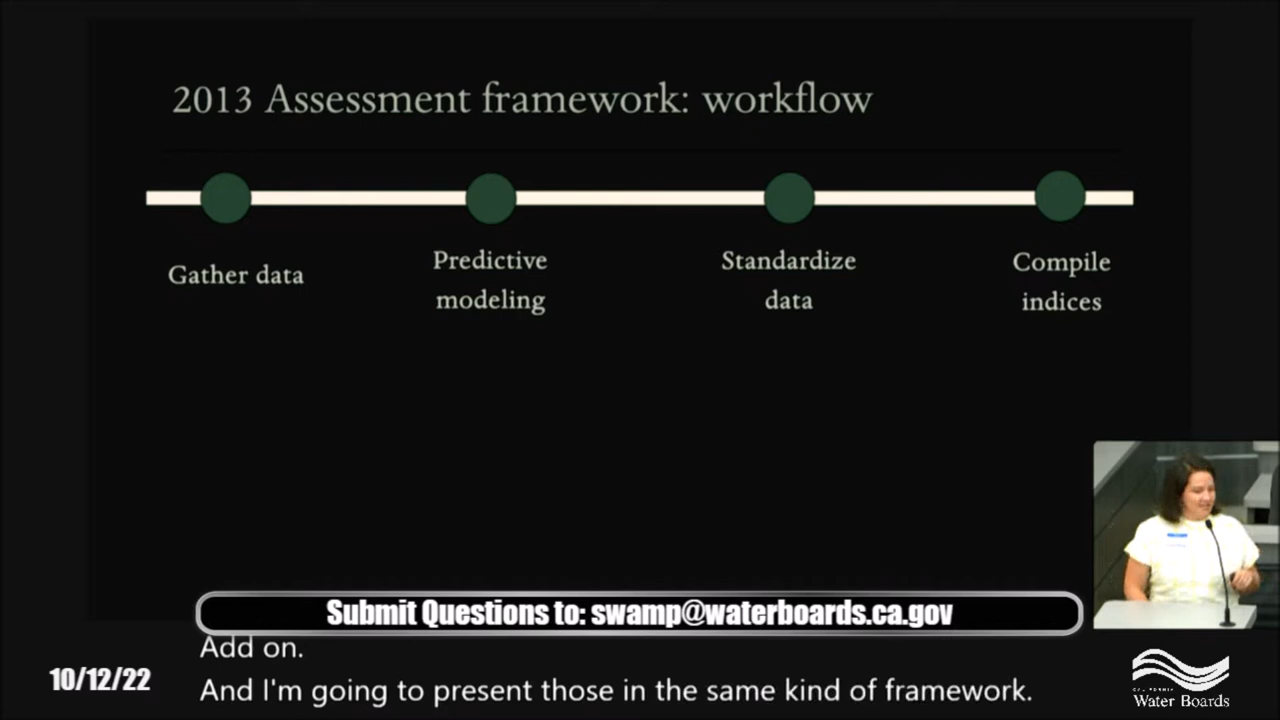 2013 Assessment framework: workflow
Gather data
Predictive
modeling
Standardize
data
Compile
indices
Submit Questions to: swamp@waterboards.ca.gov
Add on.
And I'm going to present those in the same kind of framework.
10/12/22
CALIFORNIA
Water Boards